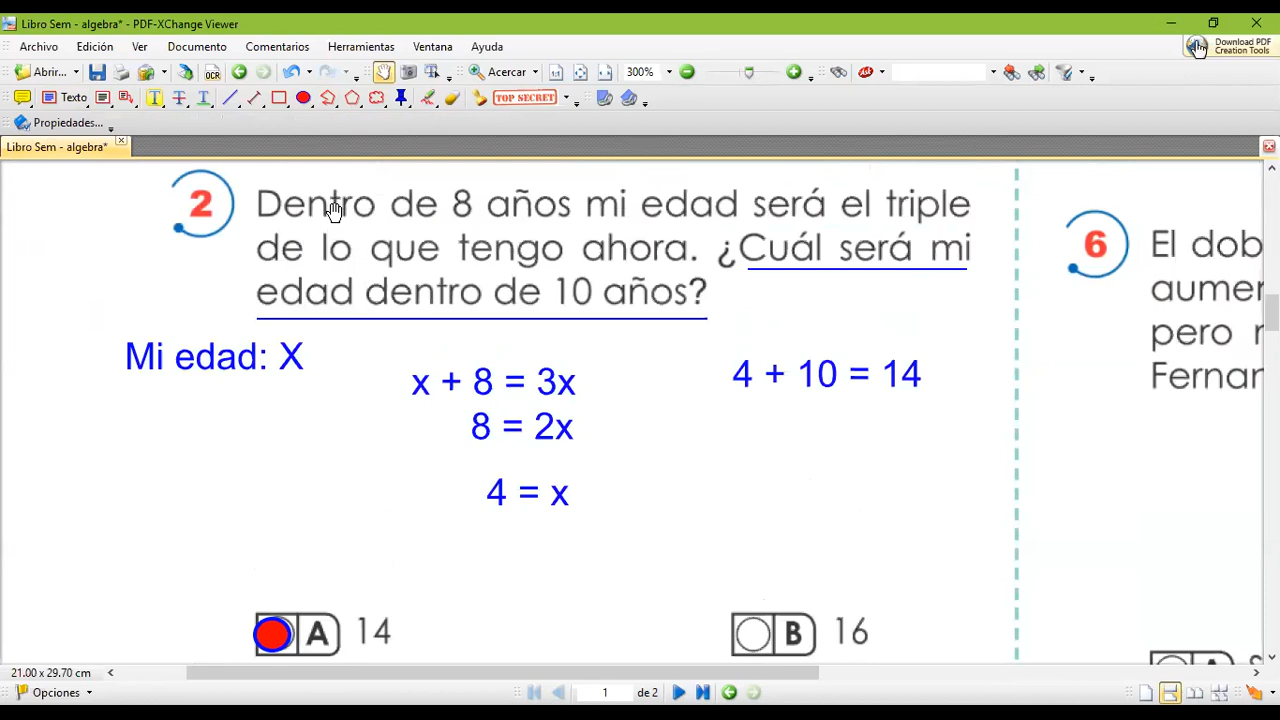 Libro Sem - algebra* - PDF-XChange Viewer
Archivo Edición Ver Documento Comentarios Herramientas Ventana Ayuda
Download PDF
Creation Tools
Abrir... OCR Acercar 300%
Texto TOP SECRET
Propiedades...
Libro Sem - algebra*
2 Dentro de 8 años mi edad será el triple
de lo que tengo ahora. ¿Cuál será mi
edad dentro de 10 años?
Mi edad: X
x + 8 = 3x
8 = 2x
4 = x
4 + 10 = 14
A 14
B 16
6 El dob
aumer
pero r
Fernar
21.00 x 29.70 cm
Opciones 1 de 2